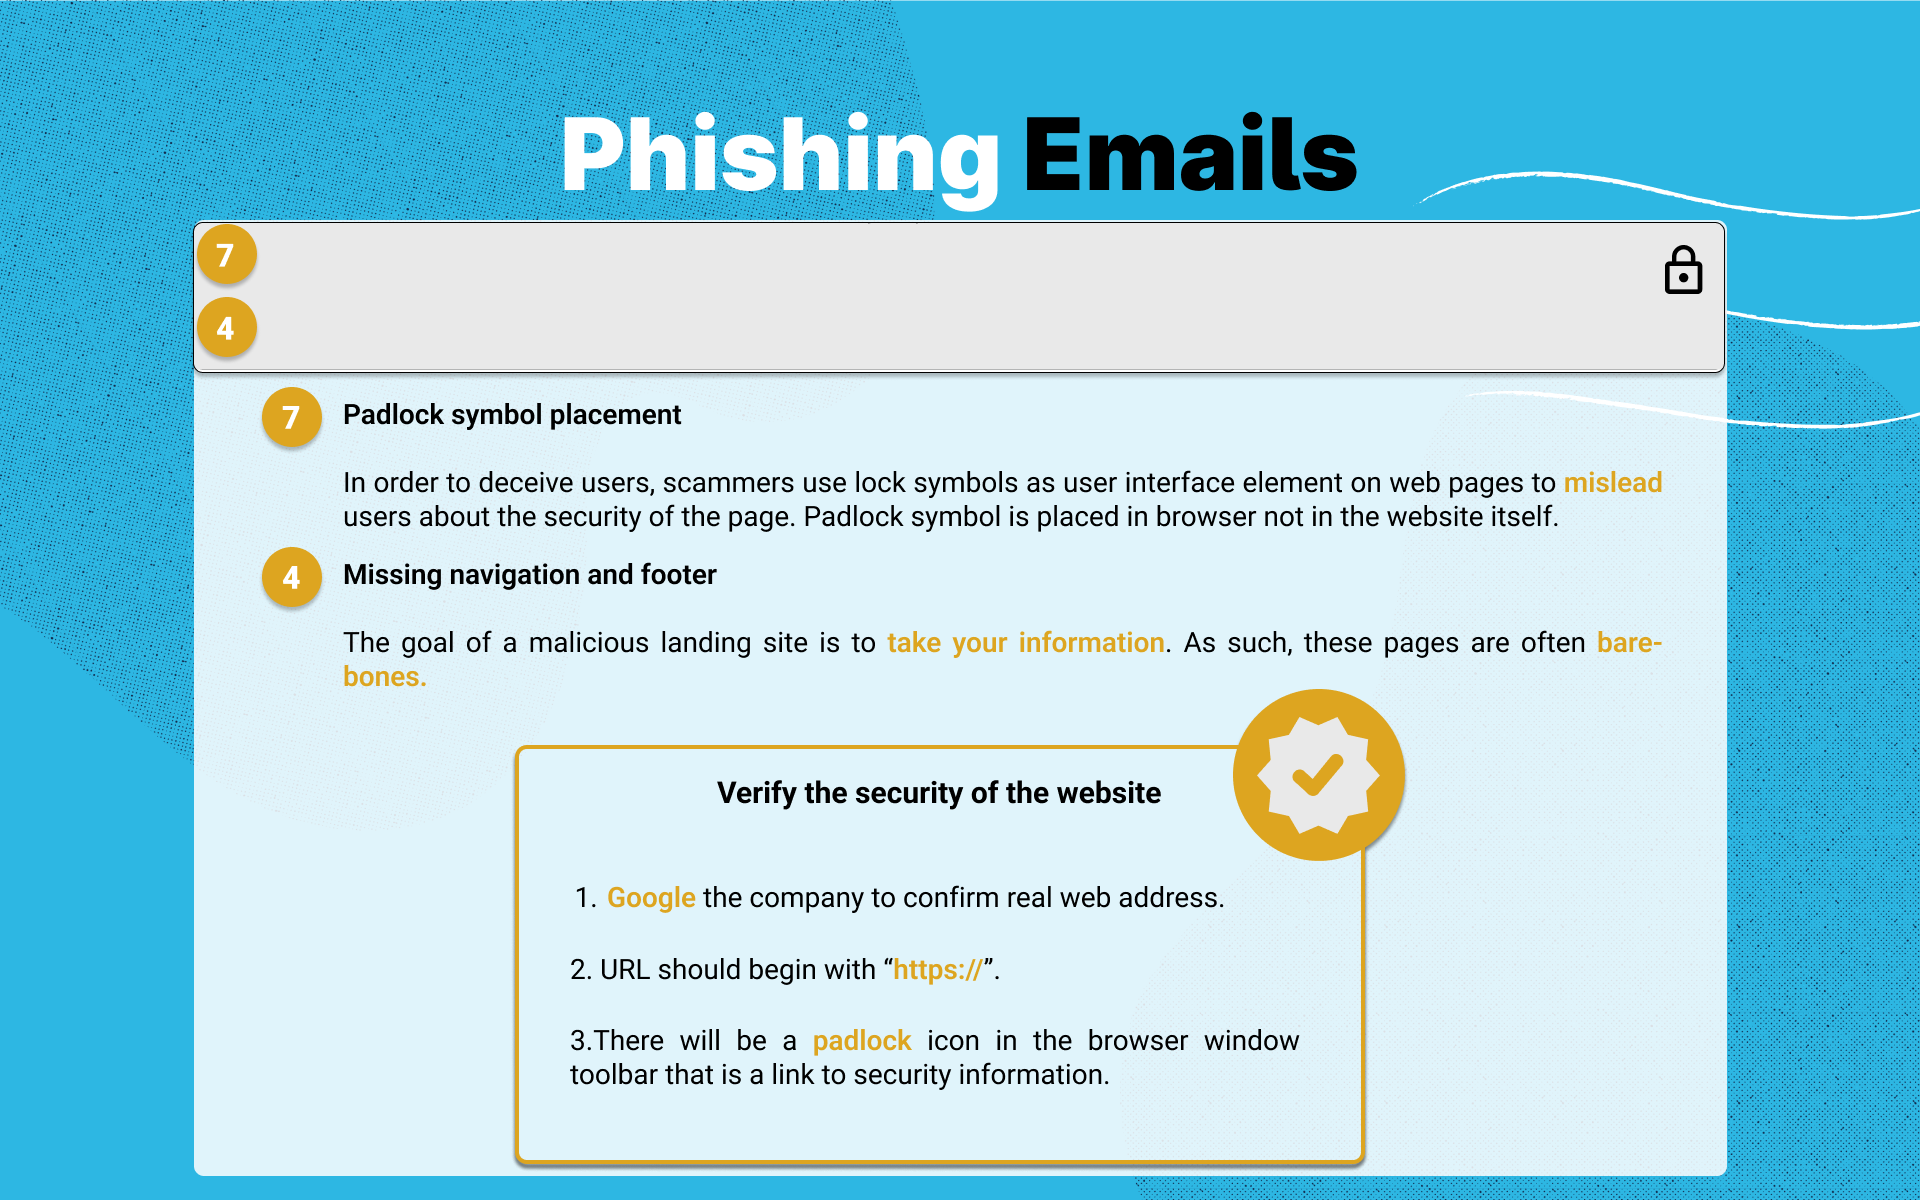 Phishing Emails
7
4
7 Padlock symbol placement
In order to deceive users, scammers use lock symbols as user interface element on web pages to mislead
users about the security of the page. Padlock symbol is placed in browser not in the website itself.
4 Missing navigation and footer
The goal of a malicious landing site is to take your information. As such, these pages are often bare-
bones.
Verify the security of the website
1. Google the company to confirm real web address.
2. URL should begin with “https://”.
3.There will be a padlock icon in the browser window
toolbar that is a link to security information.